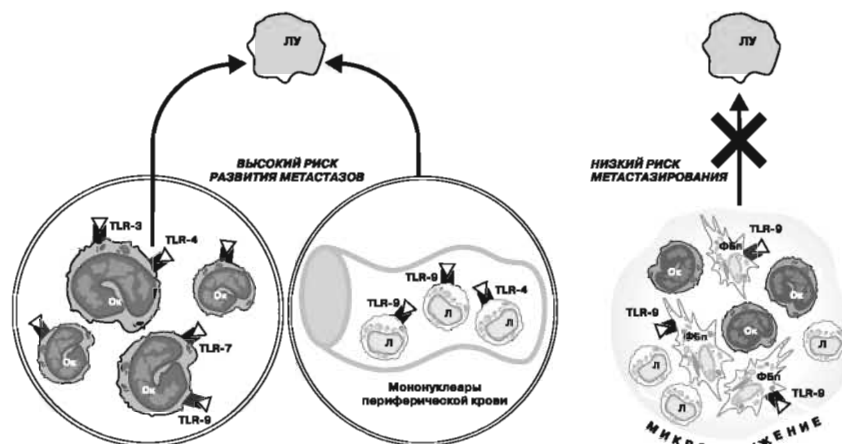 ЛУ
ЛУ
ВЫСОКИЙ РИСК
РАЗВИТИЯ МЕТАСТАЗОВ
НИЗКИЙ РИСК
МЕТАСТАЗИРОВАНИЯ
TLR-3
TLR-4
Ок
Ок
Ок
TLR-7
Ок
TLR-9
TLR-9
TLR-9
TLR-4
Л
Л
Л
Мононуклеары
периферической крови
TLR-9
ФБл
Ок
Ок
TLR-9
Ок
ФБл
Л
Л
ФБл
Л
Л
TLR-9